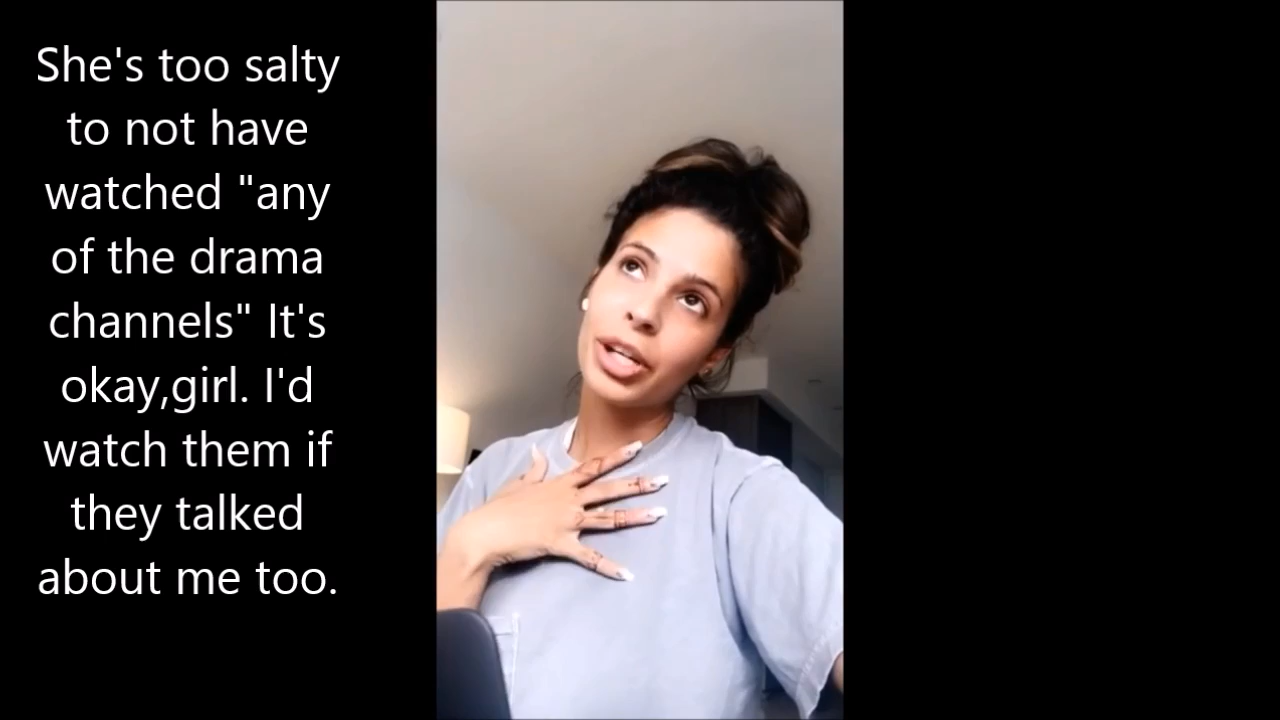 She's too salty
to not have
watched "any
of the drama
channels" It's
okay,girl. I'd
watch them if
they talked
about me too.